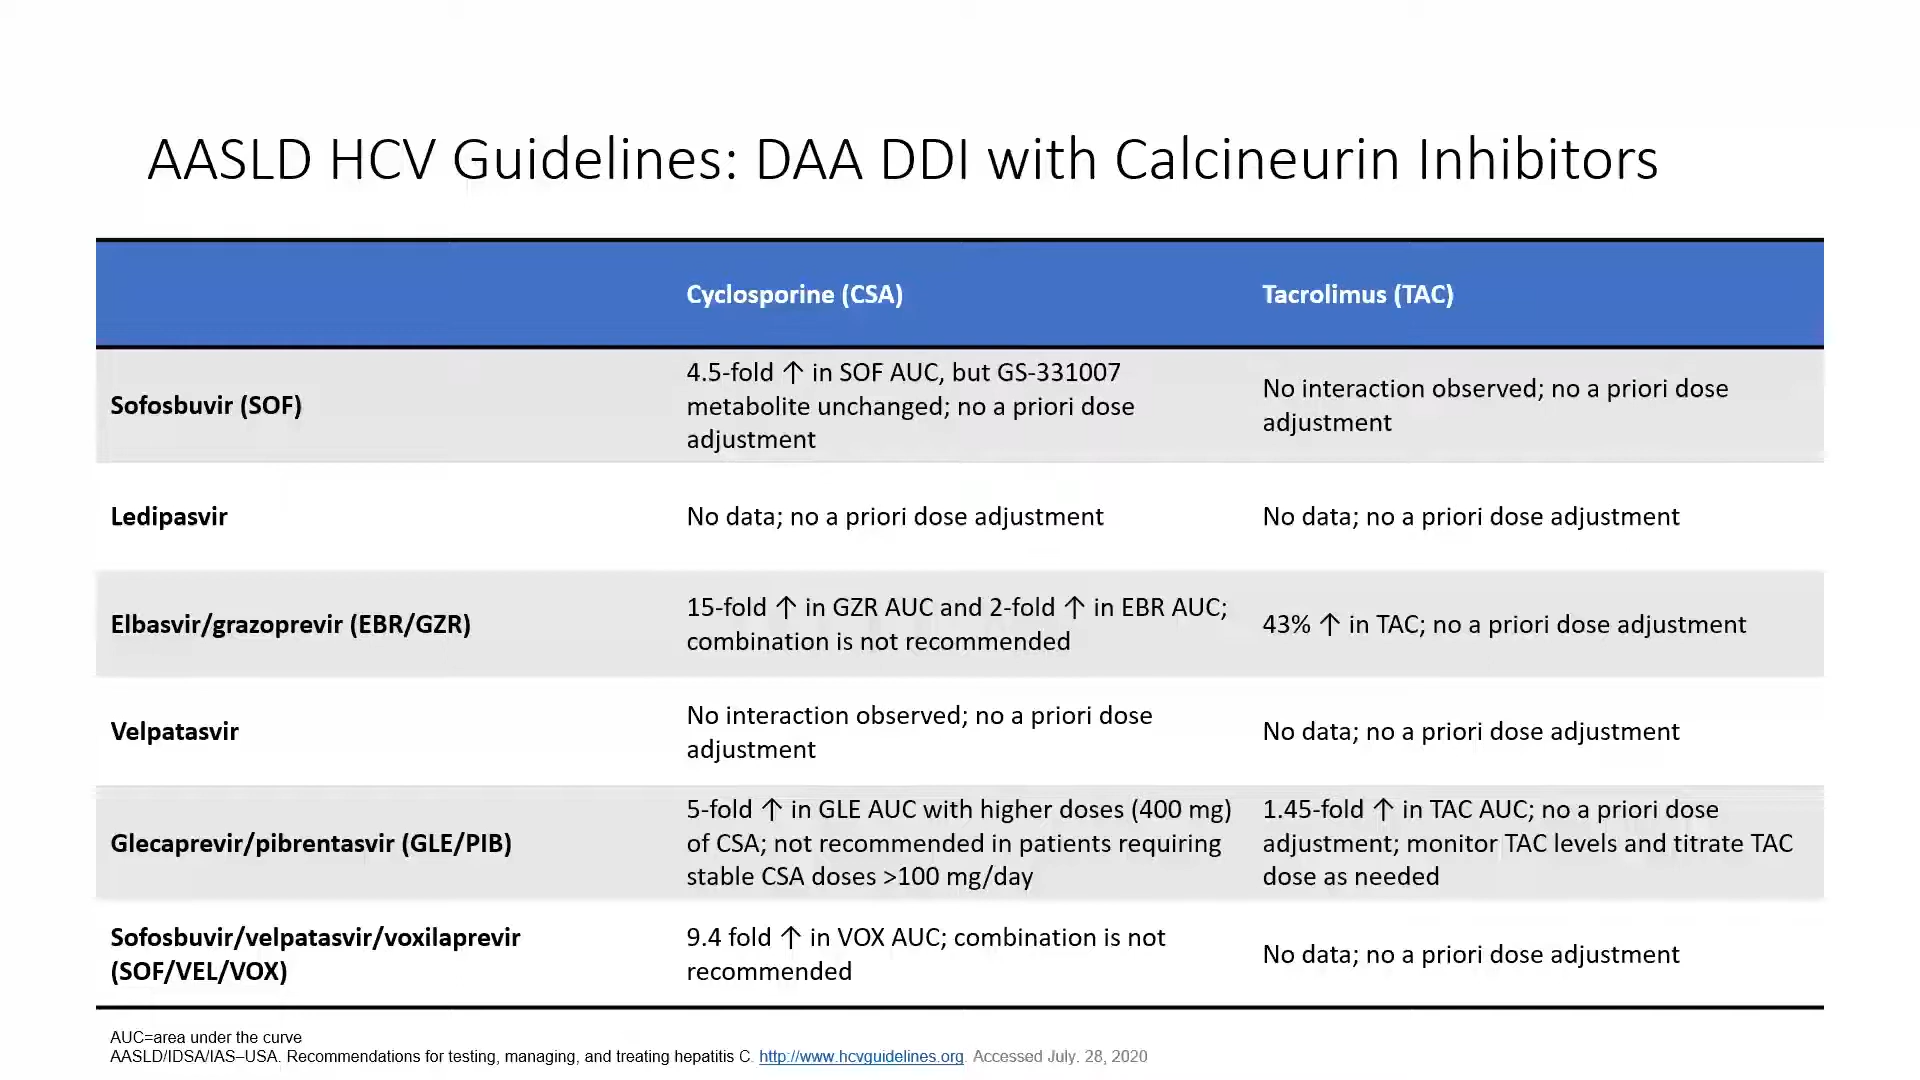 AASLD HCV Guidelines: DAA DDI with Calcineurin Inhibitors
Cyclosporine (CSA)
Tacrolimus (TAC)
Sofosbuvir (SOF)
4.5-fold ↑ in SOF AUC, but GS-331007
metabolite unchanged; no a priori dose
adjustment
No interaction observed; no a priori dose
adjustment
Ledipasvir
No data; no a priori dose adjustment
No data; no a priori dose adjustment
Elbasvir/grazoprevir (EBR/GZR)
15-fold ↑ in GZR AUC and 2-fold ↑ in EBR AUC;
combination is not recommended
43% ↑ in TAC; no a priori dose adjustment
Velpatasvir
No interaction observed; no a priori dose
adjustment
No data; no a priori dose adjustment
Glecaprevir/pibrentasvir (GLE/PIB)
5-fold ↑ in GLE AUC with higher doses (400 mg)
of CSA; not recommended in patients requiring
stable CSA doses >100 mg/day
1.45-fold ↑ in TAC AUC; no a priori dose
adjustment; monitor TAC levels and titrate TAC
dose as needed
Sofosbuvir/velpatasvir/voxilaprevir
(SOF/VEL/VOX)
9.4 fold ↑ in VOX AUC; combination is not
recommended
No data; no a priori dose adjustment
AUC=area under the curve
AASLD/IDSA/IAS–USA. Recommendations for testing, managing, and treating hepatitis C. http://www.hcvguidelines.org. Accessed July. 28, 2020